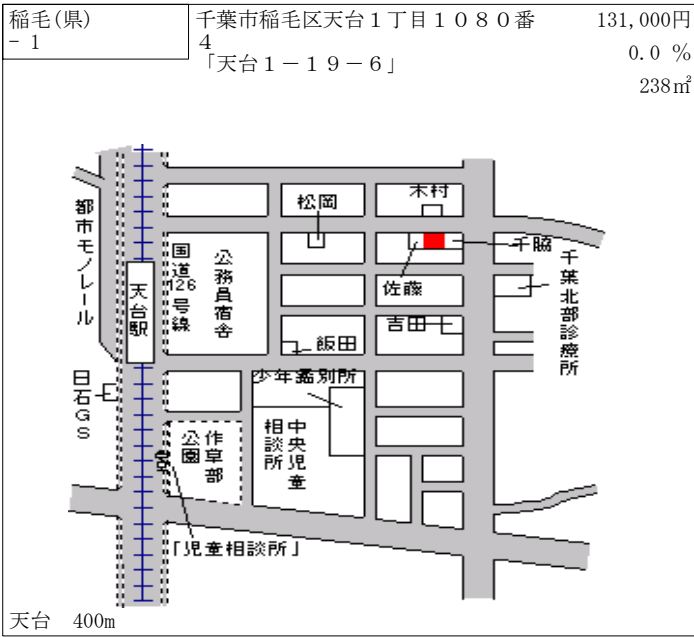 稲毛(県)
- 1
千葉市稲毛区天台１丁目１０８０番
４
「天台１－１９－６」
131,000円
0.0 %
238㎡
木村
松岡
都市モノレール
国道126号線
公務員宿舎
千脇
千葉北部診療所
佐藤
天台駅
吉田
飯田
少年鑑別所
日石GS
中央児童
相談所
作草部
公園
「児童相談所」
天台　400m